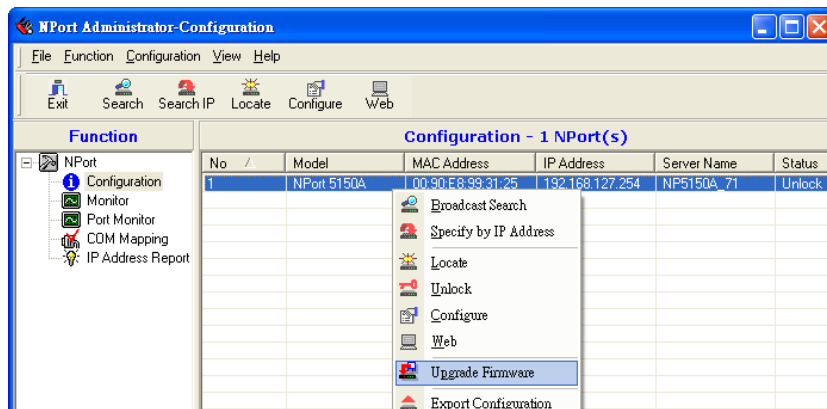 NPort Administrator-Configuration
File Function Configuration View Help
Exit Search Search IP Locate Configure Web
Function
Configuration - 1 NPort(s)
NPort
Configuration
Monitor
Port Monitor
COM Mapping
IP Address Report
No Model MAC Address IP Address Server Name Status
1 NPort 5150A 00:90:E8:99:31:25 192.168.127.254 NP5150A_71 Unlock
Broadcast Search
Specify by IP Address
Locate
Unlock
Configure
Web
Upgrade Firmware
Export Configuration